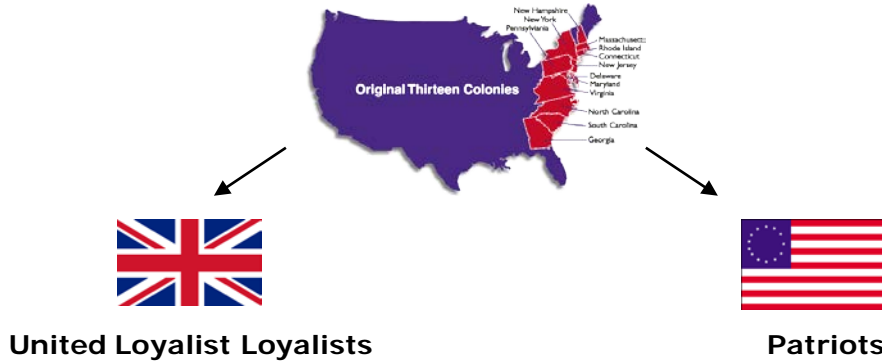 New Hampshire
New York
Pennsylvania
Massachusetts
Rhode Island
Connecticut
New Jersey
Delaware
Maryland
Virginia
Original Thirteen Colonies
North Carolina
South Carolina
Georgia
United Loyalist Loyalists
Patriots